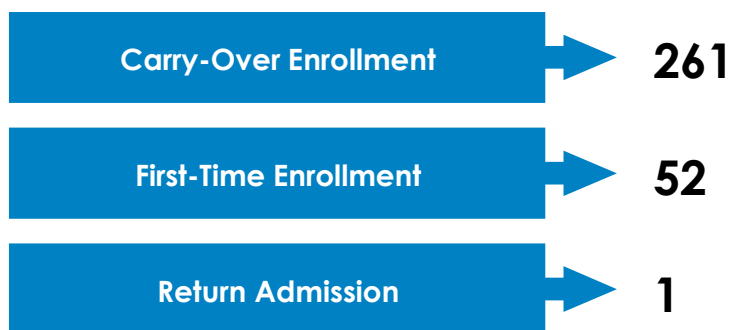 Carry-Over Enrollment 261
First-Time Enrollment 52
Return Admission 1